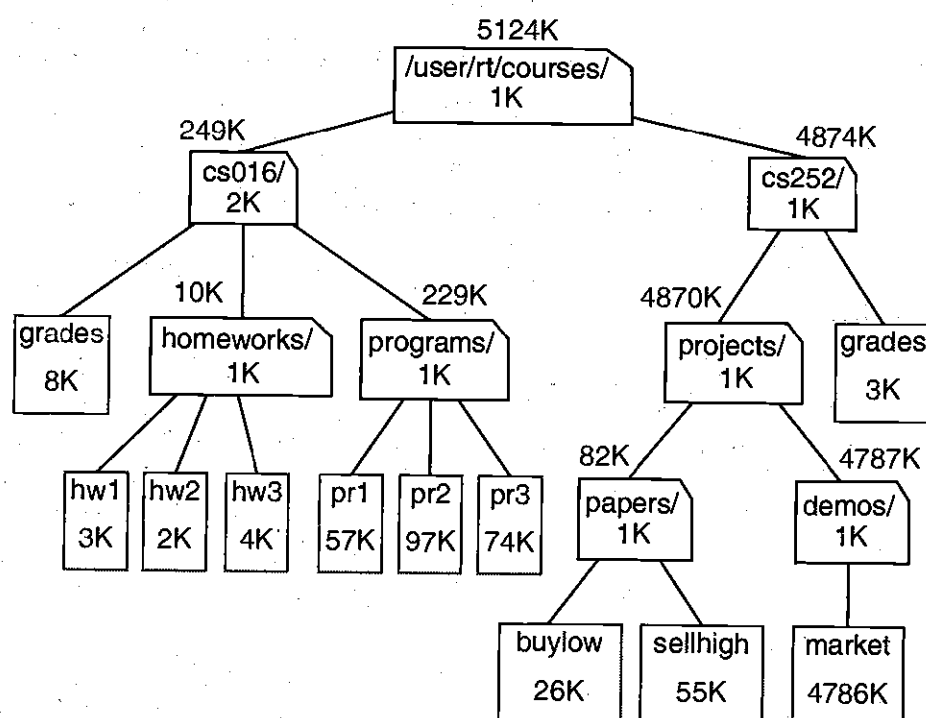 5124K
/user/rt/courses/
1K
249K
cs016/
2K
4874K
cs252/
1K
grades
8K
10K
homeworks/
1K
229K
programs/
1K
4870K
projects/
1K
grades
3K
hw1
3K
hw2
2K
hw3
4K
pr1
57K
pr2
97K
pr3
74K
82K
papers/
1K
4787K
demos/
1K
buylow
26K
sellhigh
55K
market
4786K